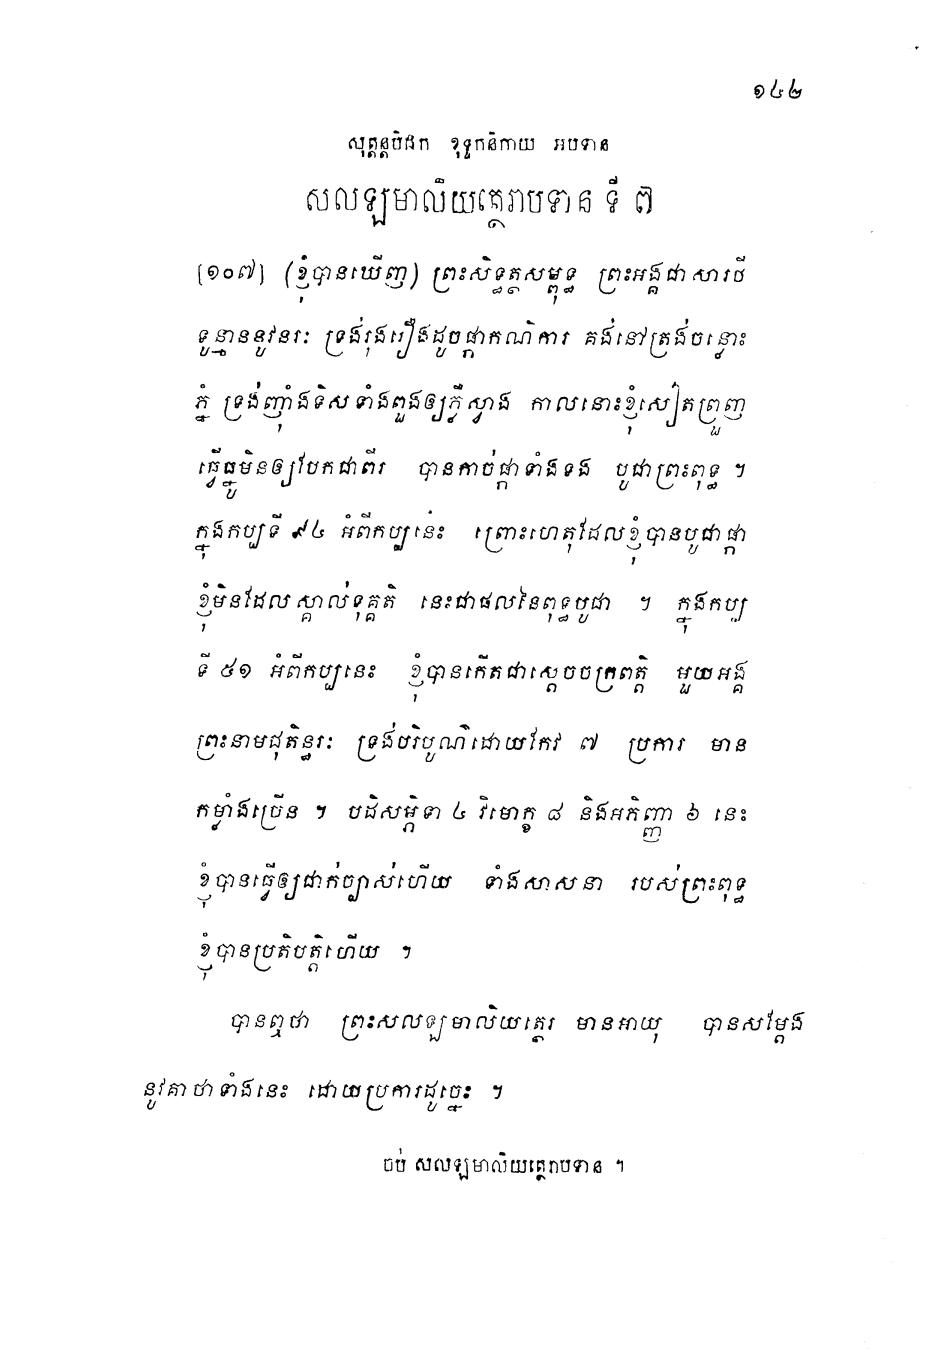 ១៤២
សុត្តន្តបិដក ខុទ្ទកនិកាយ អបទាន
សលឡមាលិយត្ថេរាបទាន ទី ៧
[១០៧] (ខ្ញុំបានឃើញ) ព្រះសិទ្ធត្ថសម្ពុទ្ធ ព្រះអង្គជាសារថី
ទូន្មាននូវនរៈ ទ្រង់រុងរឿងដូចផ្កាកណិការ គង់នៅត្រង់ចន្លោះ
ភ្នំ ទ្រង់ញ៉ាំងទិសទាំងពួងឲ្យភ្លឺស្វាង កាលនោះខ្ញុំសៀតព្រួញ
ធ្វើធ្នូមិនឲ្យបែកជាពីរ បានកាច់ផ្កាទាំងទង បូជាព្រះពុទ្ធ ។
ក្នុងកប្បទី ៩៤ អំពីកប្បនេះ ព្រោះហេតុដែលខ្ញុំបានបូជាផ្កា
ខ្ញុំមិនដែលស្គាល់ទុគ្គតិ នេះជាផលនៃពុទ្ធបូជា ។ ក្នុងកប្ប
ទី ៥១ អំពីកប្បនេះ ខ្ញុំបានកើតជាស្តេចចក្រពត្តិ មួយអង្គ
ព្រះនាមជុតិន្ធរៈ ទ្រង់បរិបូណ៌ដោយកែវ ៧ ប្រការ មាន
កម្លាំងច្រើន ។ បដិសម្ភិទា ៤ វិមោក្ខ ៨ និងអភិញ្ញា ៦ នេះ
ខ្ញុំបានធ្វើឲ្យជាក់ច្បាស់ហើយ ទាំងសាសនា របស់ព្រះពុទ្ធ
ខ្ញុំបានប្រតិបត្តិហើយ ។
បានឮថា ព្រះសលឡមាលិយត្ថេរ មានអាយុ បានសម្តែង
នូវគាថាទាំងនេះ ដោយប្រការដូច្នេះ ។
ចប់ សលឡមាលិយត្ថេរាបទាន ។